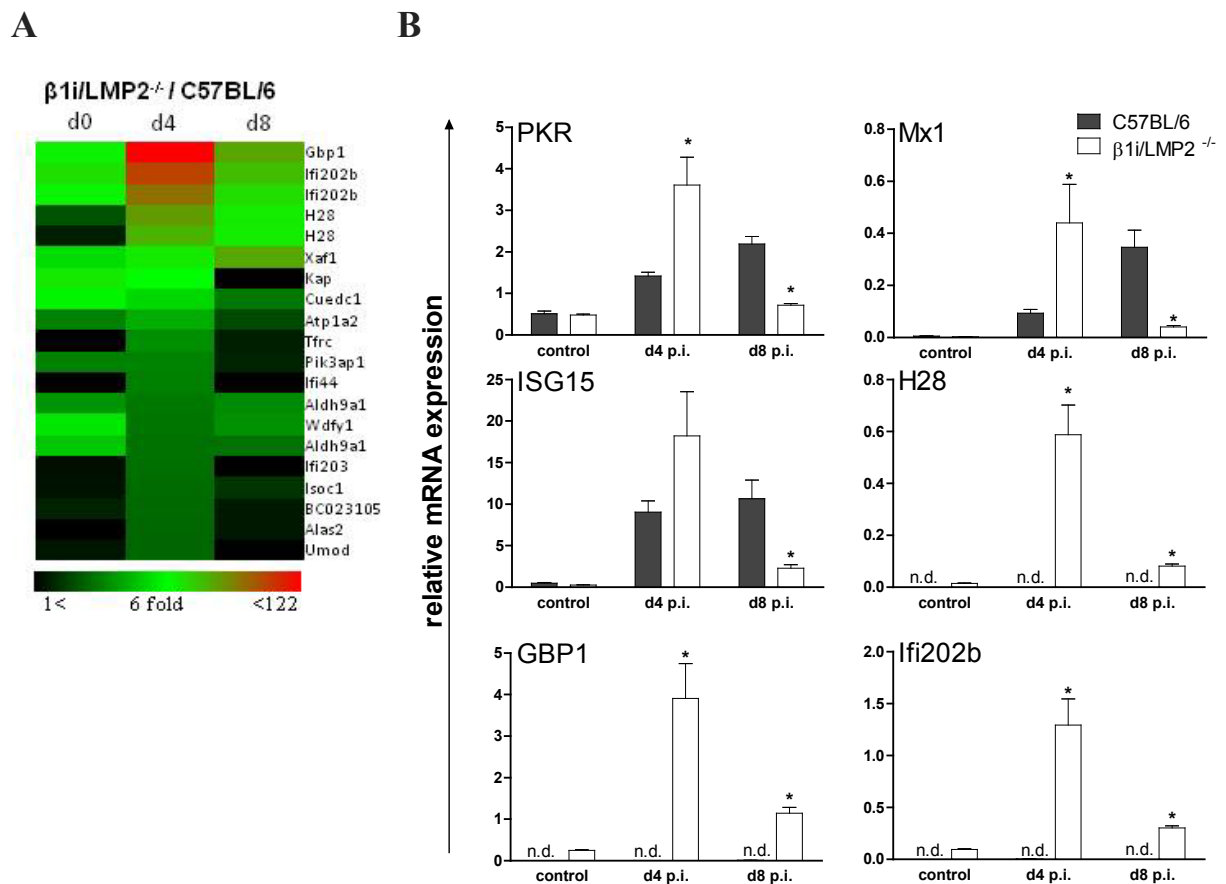 A
β1i/LMP2-/-/ C57BL/6
d0 d4 d8
Gbp1
Ifi202b
Ifi202b
H28
H28
Xaf1
Kap
Cuedc1
Atp1a2
Tfrc
Pik3ap1
Ifi44
Aldh9a1
Wdfy1
Aldh9a1
Ifi203
Isoc1
BC023105
Alas2
Umod
1< 6 fold <122
B
relative mRNA expression
C57BL/6
β1i/LMP2 -/-
PKR
5
4
3
2
1
0
*
*
control d4 p.i. d8 p.i.
Mx1
0.8
0.6
0.4
0.2
0.0
*
*
control d4 p.i. d8 p.i.
ISG15
25
20
15
10
5
0
*
control d4 p.i. d8 p.i.
H28
0.8
0.6
0.4
0.2
0.0
*
*
n.d. n.d. n.d.
control d4 p.i. d8 p.i.
GBP1
5
4
3
2
1
0
*
*
n.d. n.d. n.d.
control d4 p.i. d8 p.i.
Ifi202b
2.0
1.5
1.0
0.5
0.0
*
*
n.d. n.d. n.d.
control d4 p.i. d8 p.i.